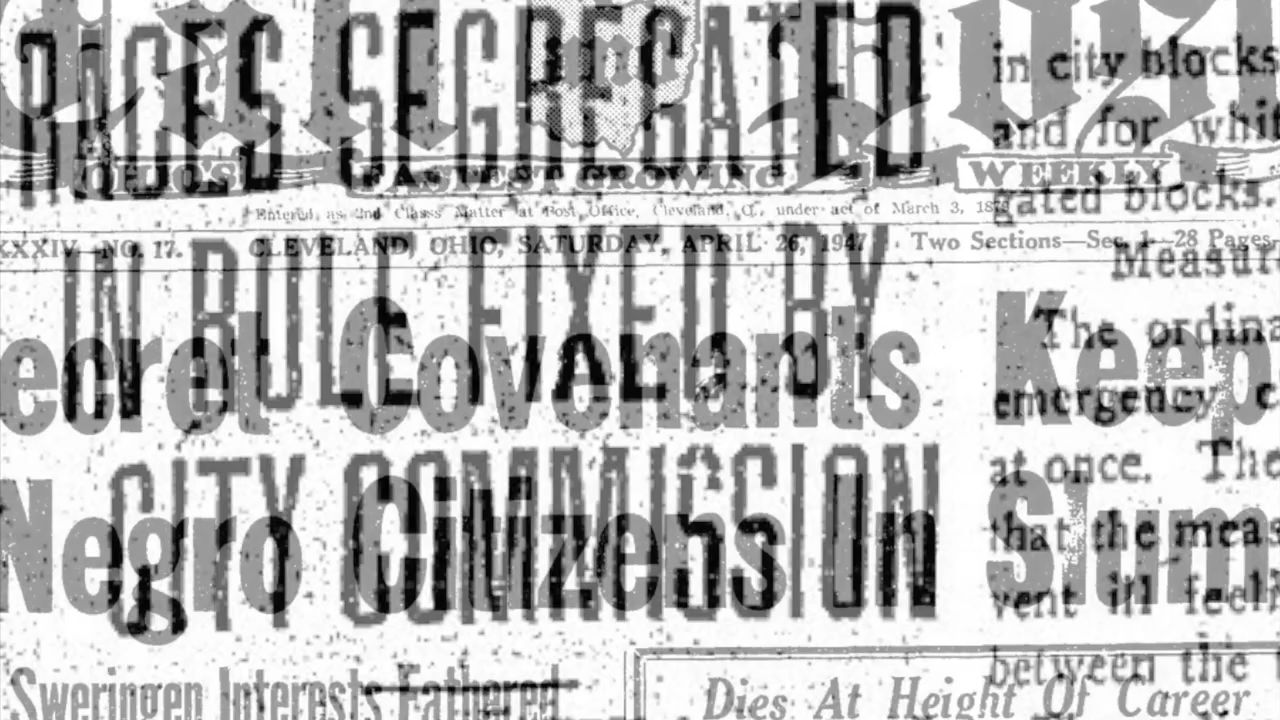 RACES SEGREGATED
OHIO'S FASTEST GROWING WEEKLY
Entered as 2nd Classs Matter at Post Office, Cleveland, O., under act of March 3, 18
XXXIV—NO. 17. CLEVELAND, OHIO, SATURDAY, APRIL 26, 1947 Two Sections—Sec. 1—28 Pages
IN RULE FIXED BY
ecret Covenants Keep
CITY COMMISSION
Negro Citizens In Slum
Sweringen Interests Fathered
Dies At Height Of Career
in city blocks
and for whit
gated blocks.
Measure
The ordina
emergency c
at once. The
that the meas
vent ill feeli
between the